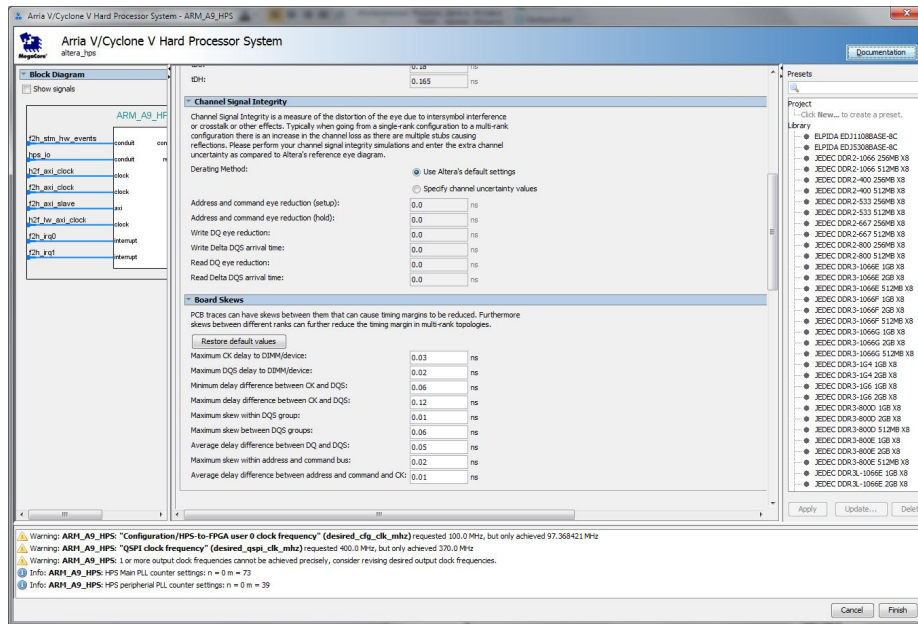 Arria V/Cyclone V Hard Processor System - ARM_A9_HPS
Arria V/Cyclone V Hard Processor System
altera_hps
MegaCore
Documentation
Block Diagram
Show signals
ARM_A9_HP
f2h_stm_hw_events
conduit
con
hps_io
conduit
h2f_axi_clock
clock
f2h_axi_clock
clock
f2h_axi_slave
axi
h2f_lw_axi_clock
clock
f2h_irq0
interrupt
f2h_irq1
interrupt
0.18
ns
tDH:
0.165
ns
Channel Signal Integrity
Channel Signal Integrity is a measure of the distortion of the eye due to intersymbol interference
or crosstalk or other effects. Typically when going from a single-rank configuration to a multi-rank
configuration there is an increase in the channel loss as there are multiple stubs causing
reflections. Please perform your channel signal integrity simulations and enter the extra channel
uncertainty as compared to Altera's reference eye diagram.
Derating Method:
Use Altera's default settings
Specify channel uncertainty values
Address and command eye reduction (setup): 0.0 ns
Address and command eye reduction (hold): 0.0 ns
Write DQ eye reduction: 0.0 ns
Write Delta DQS arrival time: 0.0 ns
Read DQ eye reduction: 0.0 ns
Read Delta DQS arrival time: 0.0 ns
Board Skews
PCB traces can have skews between them that can cause timing margins to be reduced. Furthermore
skews between different ranks can further reduce the timing margin in multi-rank topologies.
Restore default values
Maximum CK delay to DIMM/device: 0.03 ns
Maximum DQS delay to DIMM/device: 0.02 ns
Minimum delay difference between CK and DQS: 0.06 ns
Maximum delay difference between CK and DQS: 0.12 ns
Maximum skew within DQS group: 0.01 ns
Maximum skew between DQS groups: 0.06 ns
Average delay difference between DQ and DQS: 0.05 ns
Maximum skew within address and command bus: 0.02 ns
Average delay difference between address and command and CK: 0.01 ns
Presets
Project
Click New... to create a preset.
Library
ELPIDA EDJ1108BASE-8C
ELPIDA EDJ5308BASE-8C
JEDEC DDR2-1066 256MB X8
JEDEC DDR2-1066 512MB X8
JEDEC DDR2-400 256MB X8
JEDEC DDR2-400 512MB X8
JEDEC DDR2-533 256MB X8
JEDEC DDR2-533 512MB X8
JEDEC DDR2-667 256MB X8
JEDEC DDR2-667 512MB X8
JEDEC DDR2-800 256MB X8
JEDEC DDR2-800 512MB X8
JEDEC DDR3-1066E 1GB X8
JEDEC DDR3-1066E 2GB X8
JEDEC DDR3-1066E 512MB X8
JEDEC DDR3-1066F 1GB X8
JEDEC DDR3-1066F 2GB X8
JEDEC DDR3-1066F 512MB X8
JEDEC DDR3-1066G 1GB X8
JEDEC DDR3-1066G 2GB X8
JEDEC DDR3-1066G 512MB X8
JEDEC DDR3-1G4 1GB X8
JEDEC DDR3-1G4 2GB X8
JEDEC DDR3-1G6 1GB X8
JEDEC DDR3-1G6 2GB X8
JEDEC DDR3-800D 1GB X8
JEDEC DDR3-800D 2GB X8
JEDEC DDR3-800D 512MB X8
JEDEC DDR3-800E 1GB X8
JEDEC DDR3-800E 2GB X8
JEDEC DDR3-800E 512MB X8
JEDEC DDR3L-1066E 1GB X8
JEDEC DDR3L-1066E 2GB X8
Apply
Update...
Delet
Warning: ARM_A9_HPS: "Configuration/HPS-to-FPGA user 0 clock frequency" (desired_cfg_clk_mhz) requested 100.0 MHz, but only achieved 97.368421 MHz
Warning: ARM_A9_HPS: "QSPI clock frequency" (desired_qspi_clk_mhz) requested 400.0 MHz, but only achieved 370.0 MHz
Warning: ARM_A9_HPS: 1 or more output clock frequencies cannot be achieved precisely, consider revising desired output clock frequencies.
Info: ARM_A9_HPS: HPS Main PLL counter settings: n = 0 m = 73
Info: ARM_A9_HPS: HPS peripherial PLL counter settings: n = 0 m = 39
Cancel
Finish